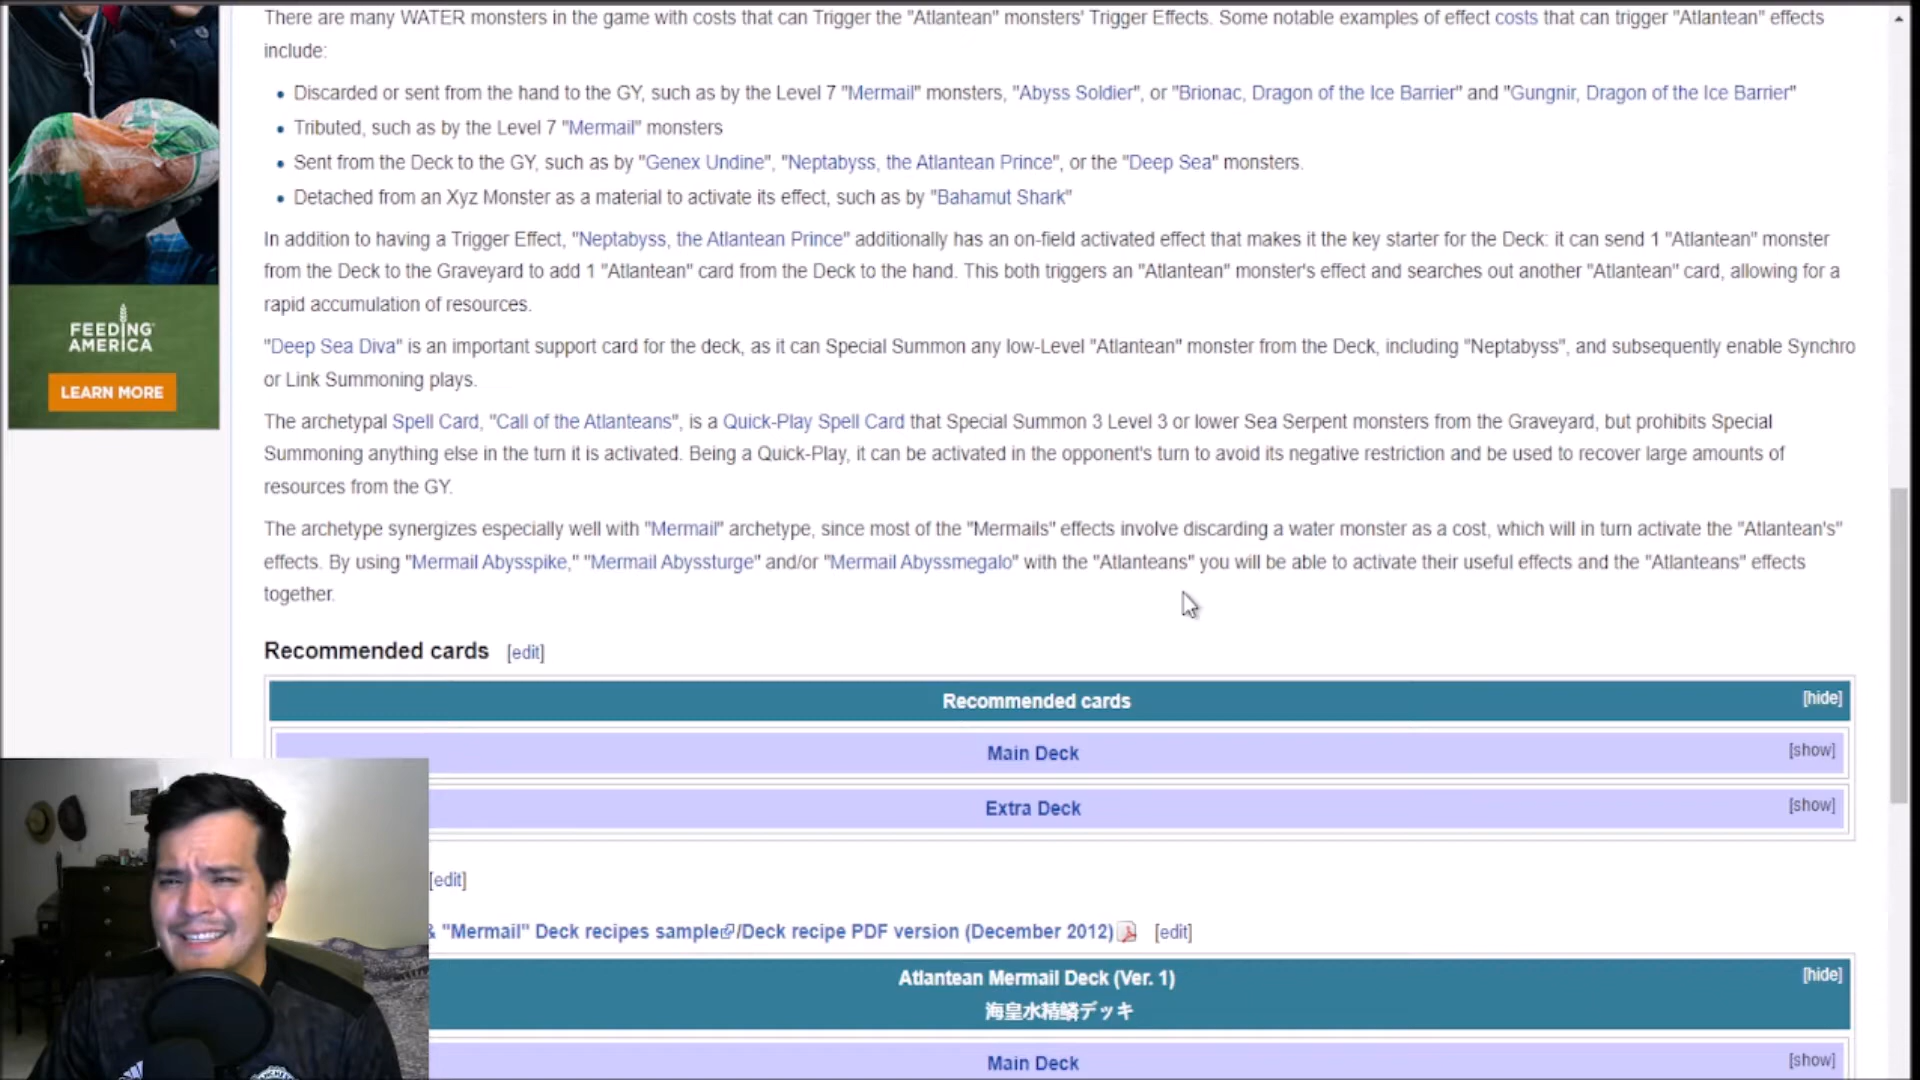 There are many WATER monsters in the game with costs that can Trigger the "Atlantean" monsters' Trigger Effects. Some notable examples of effect costs that can trigger "Atlantean" effects
include:
Discarded or sent from the hand to the GY, such as by the Level 7 "Mermail" monsters, "Abyss Soldier", or "Brionac, Dragon of the Ice Barrier" and "Gungnir, Dragon of the Ice Barrier"
Tributed, such as by the Level 7 "Mermail" monsters
Sent from the Deck to the GY, such as by "Genex Undine", "Neptabyss, the Atlantean Prince", or the "Deep Sea" monsters.
Detached from an Xyz Monster as a material to activate its effect, such as by "Bahamut Shark"
In addition to having a Trigger Effect, "Neptabyss, the Atlantean Prince" additionally has an on-field activated effect that makes it the key starter for the Deck: it can send 1 "Atlantean" monster
from the Deck to the Graveyard to add 1 "Atlantean" card from the Deck to the hand. This both triggers an "Atlantean" monster's effect and searches out another "Atlantean" card, allowing for a
rapid accumulation of resources.
FEEDING
AMERICA
LEARN MORE
"Deep Sea Diva" is an important support card for the deck, as it can Special Summon any low-Level "Atlantean" monster from the Deck, including "Neptabyss", and subsequently enable Synchro
or Link Summoning plays.
The archetypal Spell Card, "Call of the Atlanteans", is a Quick-Play Spell Card that Special Summon 3 Level 3 or lower Sea Serpent monsters from the Graveyard, but prohibits Special
Summoning anything else in the turn it is activated. Being a Quick-Play, it can be activated in the opponent's turn to avoid its negative restriction and be used to recover large amounts of
resources from the GY.
The archetype synergizes especially well with "Mermail" archetype, since most of the "Mermails" effects involve discarding a water monster as a cost, which will in turn activate the "Atlantean's"
effects. By using "Mermail Abysspike," "Mermail Abyssturge" and/or "Mermail Abyssmegalo" with the "Atlanteans" you will be able to activate their useful effects and the "Atlanteans" effects
together.
Recommended cards [edit]
Recommended cards [hide]
Main Deck [show]
Extra Deck [show]
[edit]
& "Mermail" Deck recipes sample/Deck recipe PDF version (December 2012) [edit]
Atlantean Mermail Deck (Ver. 1) [hide]
海皇水精鱗デッキ
Main Deck [show]